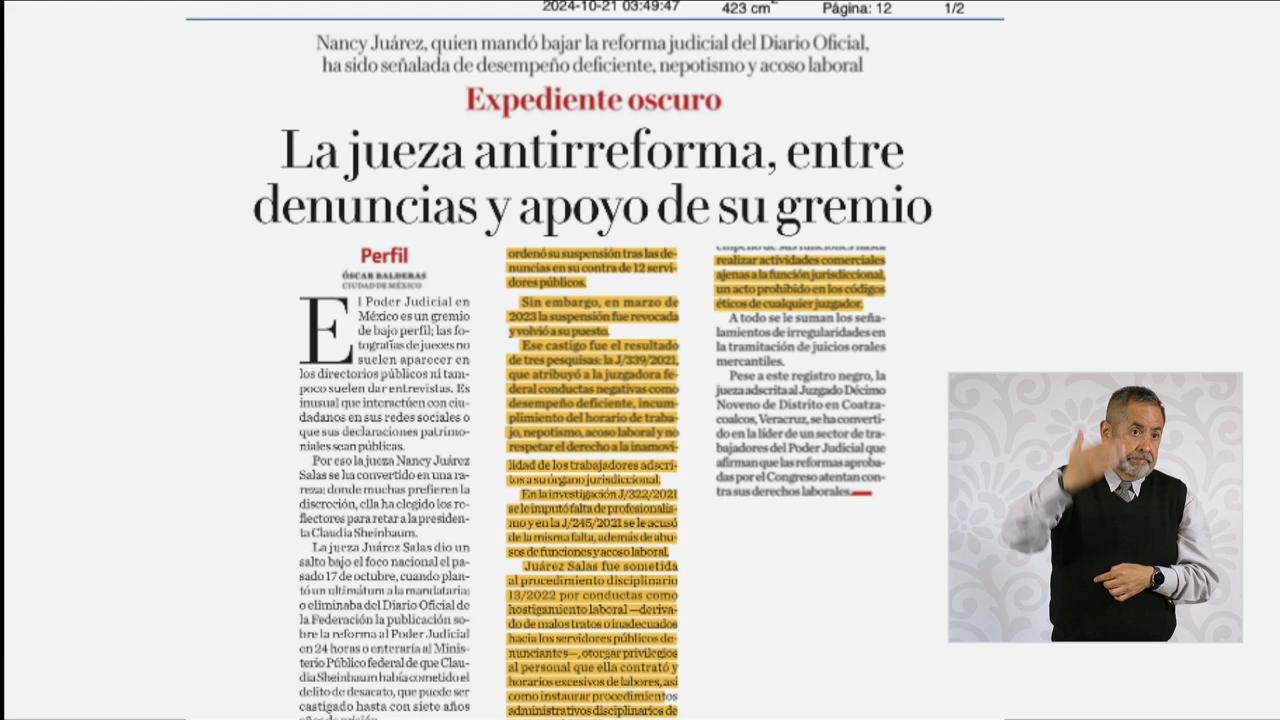 2024-10-21 03:49:47 423 cm² Página: 12 1/2
Nancy Juárez, quien mandó bajar la reforma judicial del Diario Oficial,
ha sido señalada de desempeño deficiente, nepotismo y acoso laboral
Expediente oscuro
La jueza antirreforma, entre
denuncias y apoyo de su gremio
Perfil
ÓSCAR BALDERAS
CIUDAD DE MÉXICO
El Poder Judicial en
México es un gremio
de bajo perfil; las fo-
tografías de jueces no
suelen aparecer en
los directorios públicos ni tam-
poco suelen dar entrevistas. Es
inusual que interactúen con ciu-
dadanos en sus redes sociales o
que sus declaraciones patrimo-
niales sean públicas.
Por eso la jueza Nancy Juárez
Salas se ha convertido en una ra-
reza: donde muchas prefieren la
discreción, ella ha elegido los re-
flectores para retar a la presiden-
ta Claudia Sheinbaum.
La jueza Juárez Salas dio un
salto bajo el foco nacional el pa-
sado 17 de octubre, cuando plan-
tó un ultimátum a la mandataria:
o eliminaba del Diario Oficial de
la Federación la publicación so-
bre la reforma al Poder Judicial
en 24 horas o enteraría al Minis-
terio Público federal de que Clau-
dia Sheinbaum había cometido el
delito de desacato, que puede ser
castigado hasta con siete años
años de prisión
ordenó su suspensión tras las de-
nuncias en su contra de 12 servi-
dores públicos.
Sin embargo, en marzo de
2023 la suspensión fue revocada
y volvió a su puesto.
Ese castigo fue el resultado
de tres pesquisas: la J/339/2021,
que atribuyó a la juzgadora fe-
deral conductas negativas como
desempeño deficiente, incum-
plimiento del horario de traba-
jo, nepotismo, acoso laboral y no
respetar el derecho a la inamovi-
lidad de los trabajadores adscri-
tos a su órgano jurisdiccional.
En la investigación J/322/2021
se le imputó falta de profesionalis-
mo y en la J/245/2021 se le acusó
de la misma falta, además de abu-
sos de funciones y acoso laboral.
Juárez Salas fue sometida
al procedimiento disciplinario
13/2022 por conductas como
hostigamiento laboral —deriva-
do de malos tratos o inadecuados
hacia los servidores públicos de-
nunciantes—, otorgar privilegios
al personal que ella contrató y
horarios excesivos de labores, así
como instaurar procedimientos
administrativos disciplinarios de
empeño de sus funciones hasta
realizar actividades comerciales
ajenas a la función jurisdiccional,
un acto prohibido en los códigos
éticos de cualquier juzgador.
A todo se le suman los seña-
lamientos de irregularidades en
la tramitación de juicios orales
mercantiles.
Pese a este registro negro, la
jueza adscrita al Juzgado Décimo
Noveno de Distrito en Coatza-
coalcos, Veracruz, se ha converti-
do en la líder de un sector de tra-
bajadores del Poder Judicial que
afirman que las reformas aproba-
das por el Congreso atentan con-
tra sus derechos laborales.